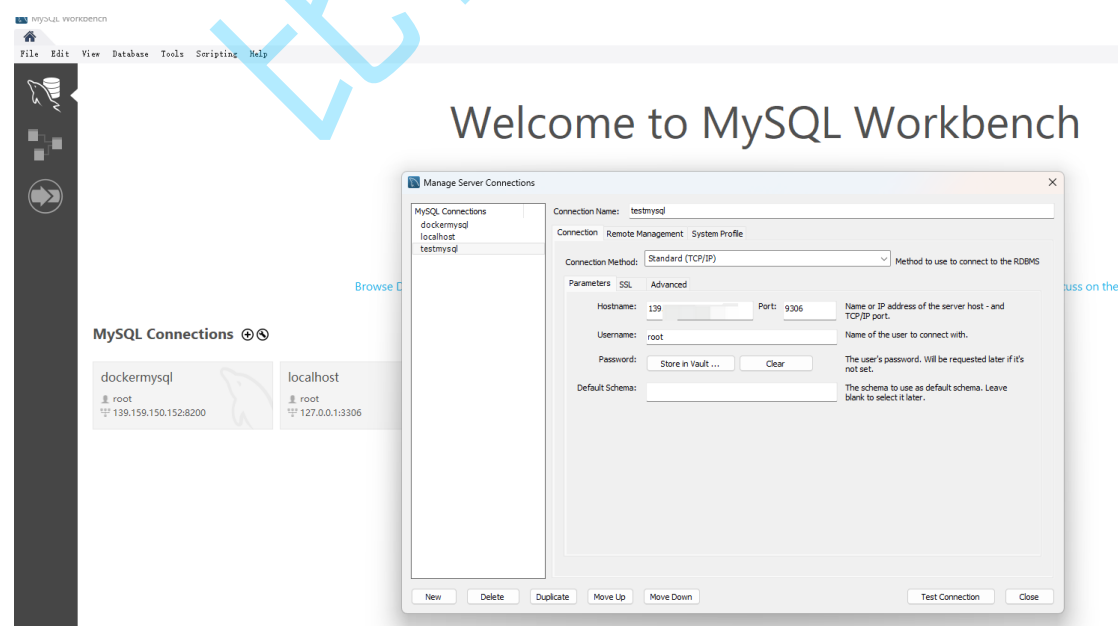 MySQL Workbench
File Edit View Database Tools Scripting Help
Welcome to MySQL Workbench
Manage Server Connections
MySQL Connections
dockermysql
localhost
testmysql
Connection Name: testmysql
Connection Remote Management System Profile
Connection Method: Standard (TCP/IP) Method to use to connect to the RDBMS
Parameters SSL Advanced
Hostname: 139 Port: 9306 Name or IP address of the server host - and
TCP/IP port.
Username: root Name of the user to connect with.
Password: Store in Vault ... Clear The user's password. Will be requested later if it's
not set.
Default Schema: The schema to use as default schema. Leave
blank to select it later.
Browse
uss on the
MySQL Connections
dockermysql
root
139.159.150.152:8200
localhost
root
127.0.0.1:3306
New Delete Duplicate Move Up Move Down Test Connection Close